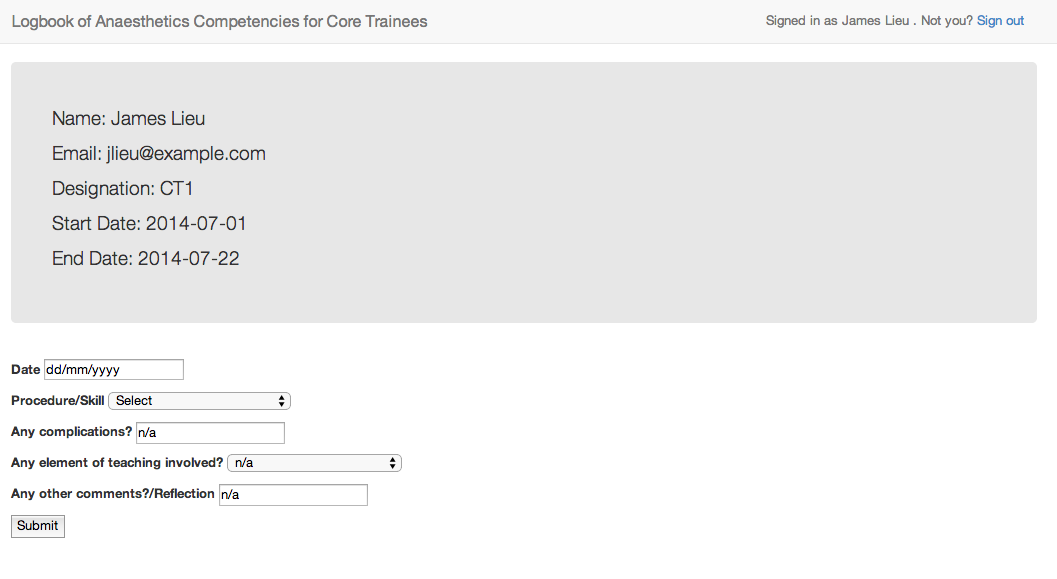 Logbook of Anaesthetics Competencies for Core Trainees Signed in as James Lieu . Not you? Sign out
Name: James Lieu
Email: jlieu@example.com
Designation: CT1
Start Date: 2014-07-01
End Date: 2014-07-22
Date dd/mm/yyyy
Procedure/Skill Select
Any complications? n/a
Any element of teaching involved? n/a
Any other comments?/Reflection n/a
Submit